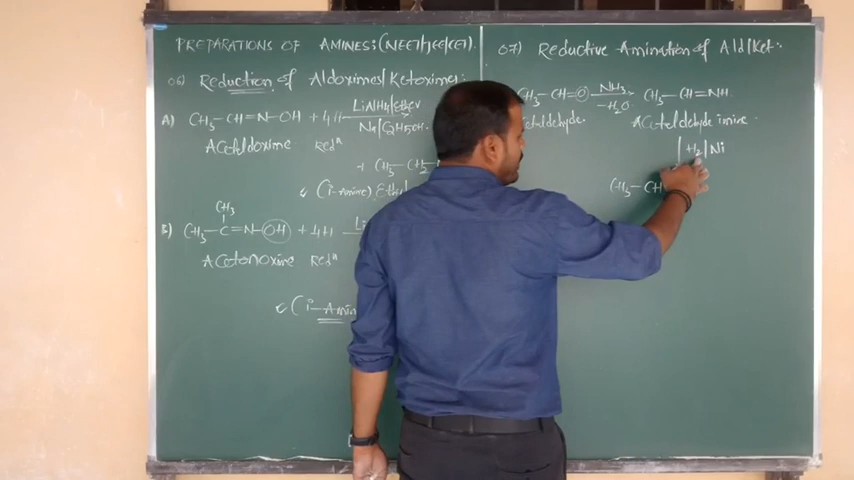 PREPARATIONS OF AMINES:(NEET/JEE/CET).
06) Reduction of Aldoximes/Ketoximes:
A) CH3—CH=N—OH + 4H LiAlH4/ether
Na/C2H5OH
Acetaldoxime Redn
+ CH3—CH2
(1°-Amine) Ethyl
CH3
B) CH3—C=N—OH + 4H Li
Acetonoxime Redn
(1°-Amin
07) Reductive Amination of Ald/Ket:
CH3—CH=O NH3 CH3—CH=NH
-H2O
Acetaldehyde imine
H2/Ni
CH3—CH